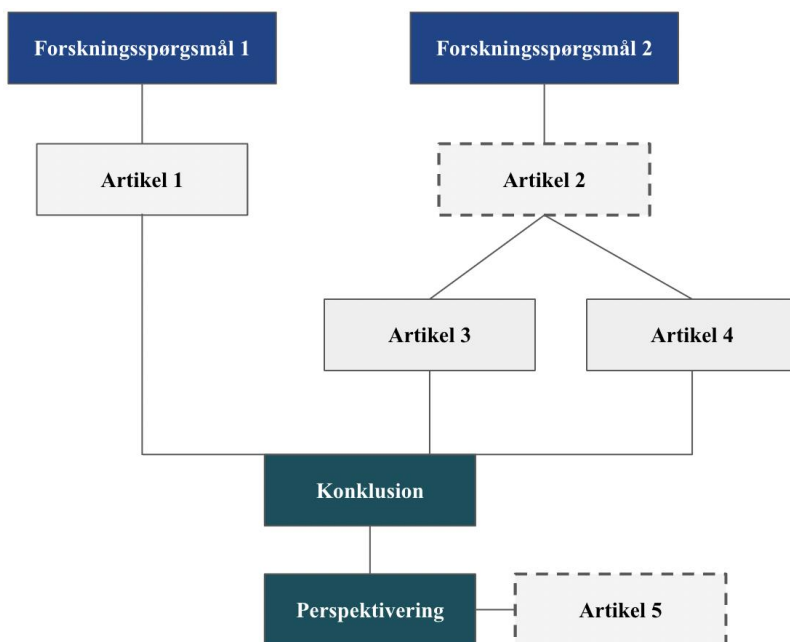 Forskningsspørgsmål 1
Forskningsspørgsmål 2
Artikel 1
Artikel 2
Artikel 3
Artikel 4
Konklusion
Perspektivering
Artikel 5